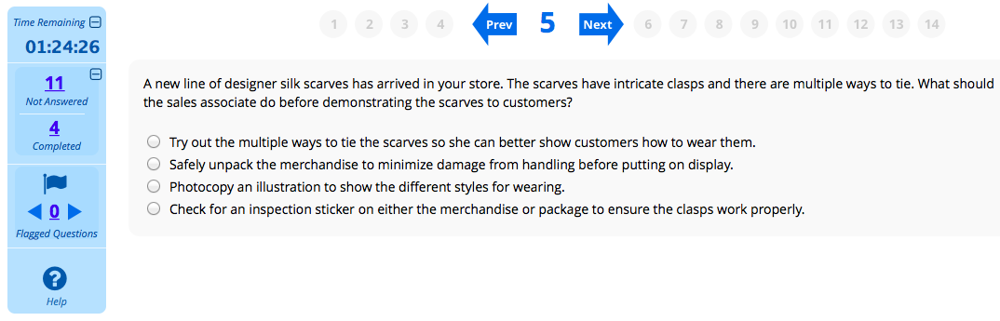 Time Remaining
01:24:26
11
Not Answered
4
Completed
0
Flagged Questions
?
Help
1 2 3 4 Prev 5 Next 6 7 8 9 10 11 12 13 14
A new line of designer silk scarves has arrived in your store. The scarves have intricate clasps and there are multiple ways to tie. What should
the sales associate do before demonstrating the scarves to customers?
Try out the multiple ways to tie the scarves so she can better show customers how to wear them.
Safely unpack the merchandise to minimize damage from handling before putting on display.
Photocopy an illustration to show the different styles for wearing.
Check for an inspection sticker on either the merchandise or package to ensure the clasps work properly.